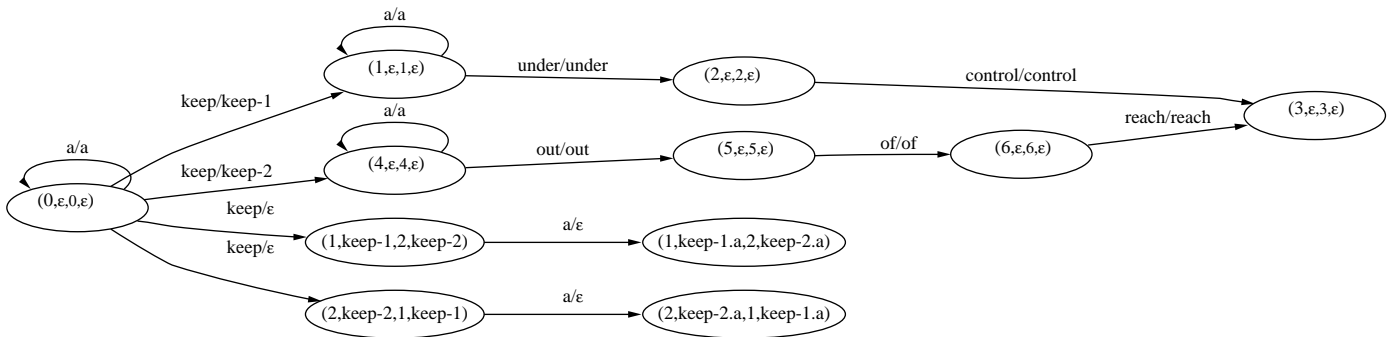 a/a
(1,ε,1,ε)
under/under
(2,ε,2,ε)
control/control
(3,ε,3,ε)
keep/keep-1
a/a
a/a
(4,ε,4,ε)
out/out
(5,ε,5,ε)
of/of
(6,ε,6,ε)
reach/reach
keep/keep-2
(0,ε,0,ε)
keep/ε
(1,keep-1,2,keep-2)
a/ε
(1,keep-1.a,2,keep-2.a)
keep/ε
(2,keep-2,1,keep-1)
a/ε
(2,keep-2.a,1,keep-1.a)